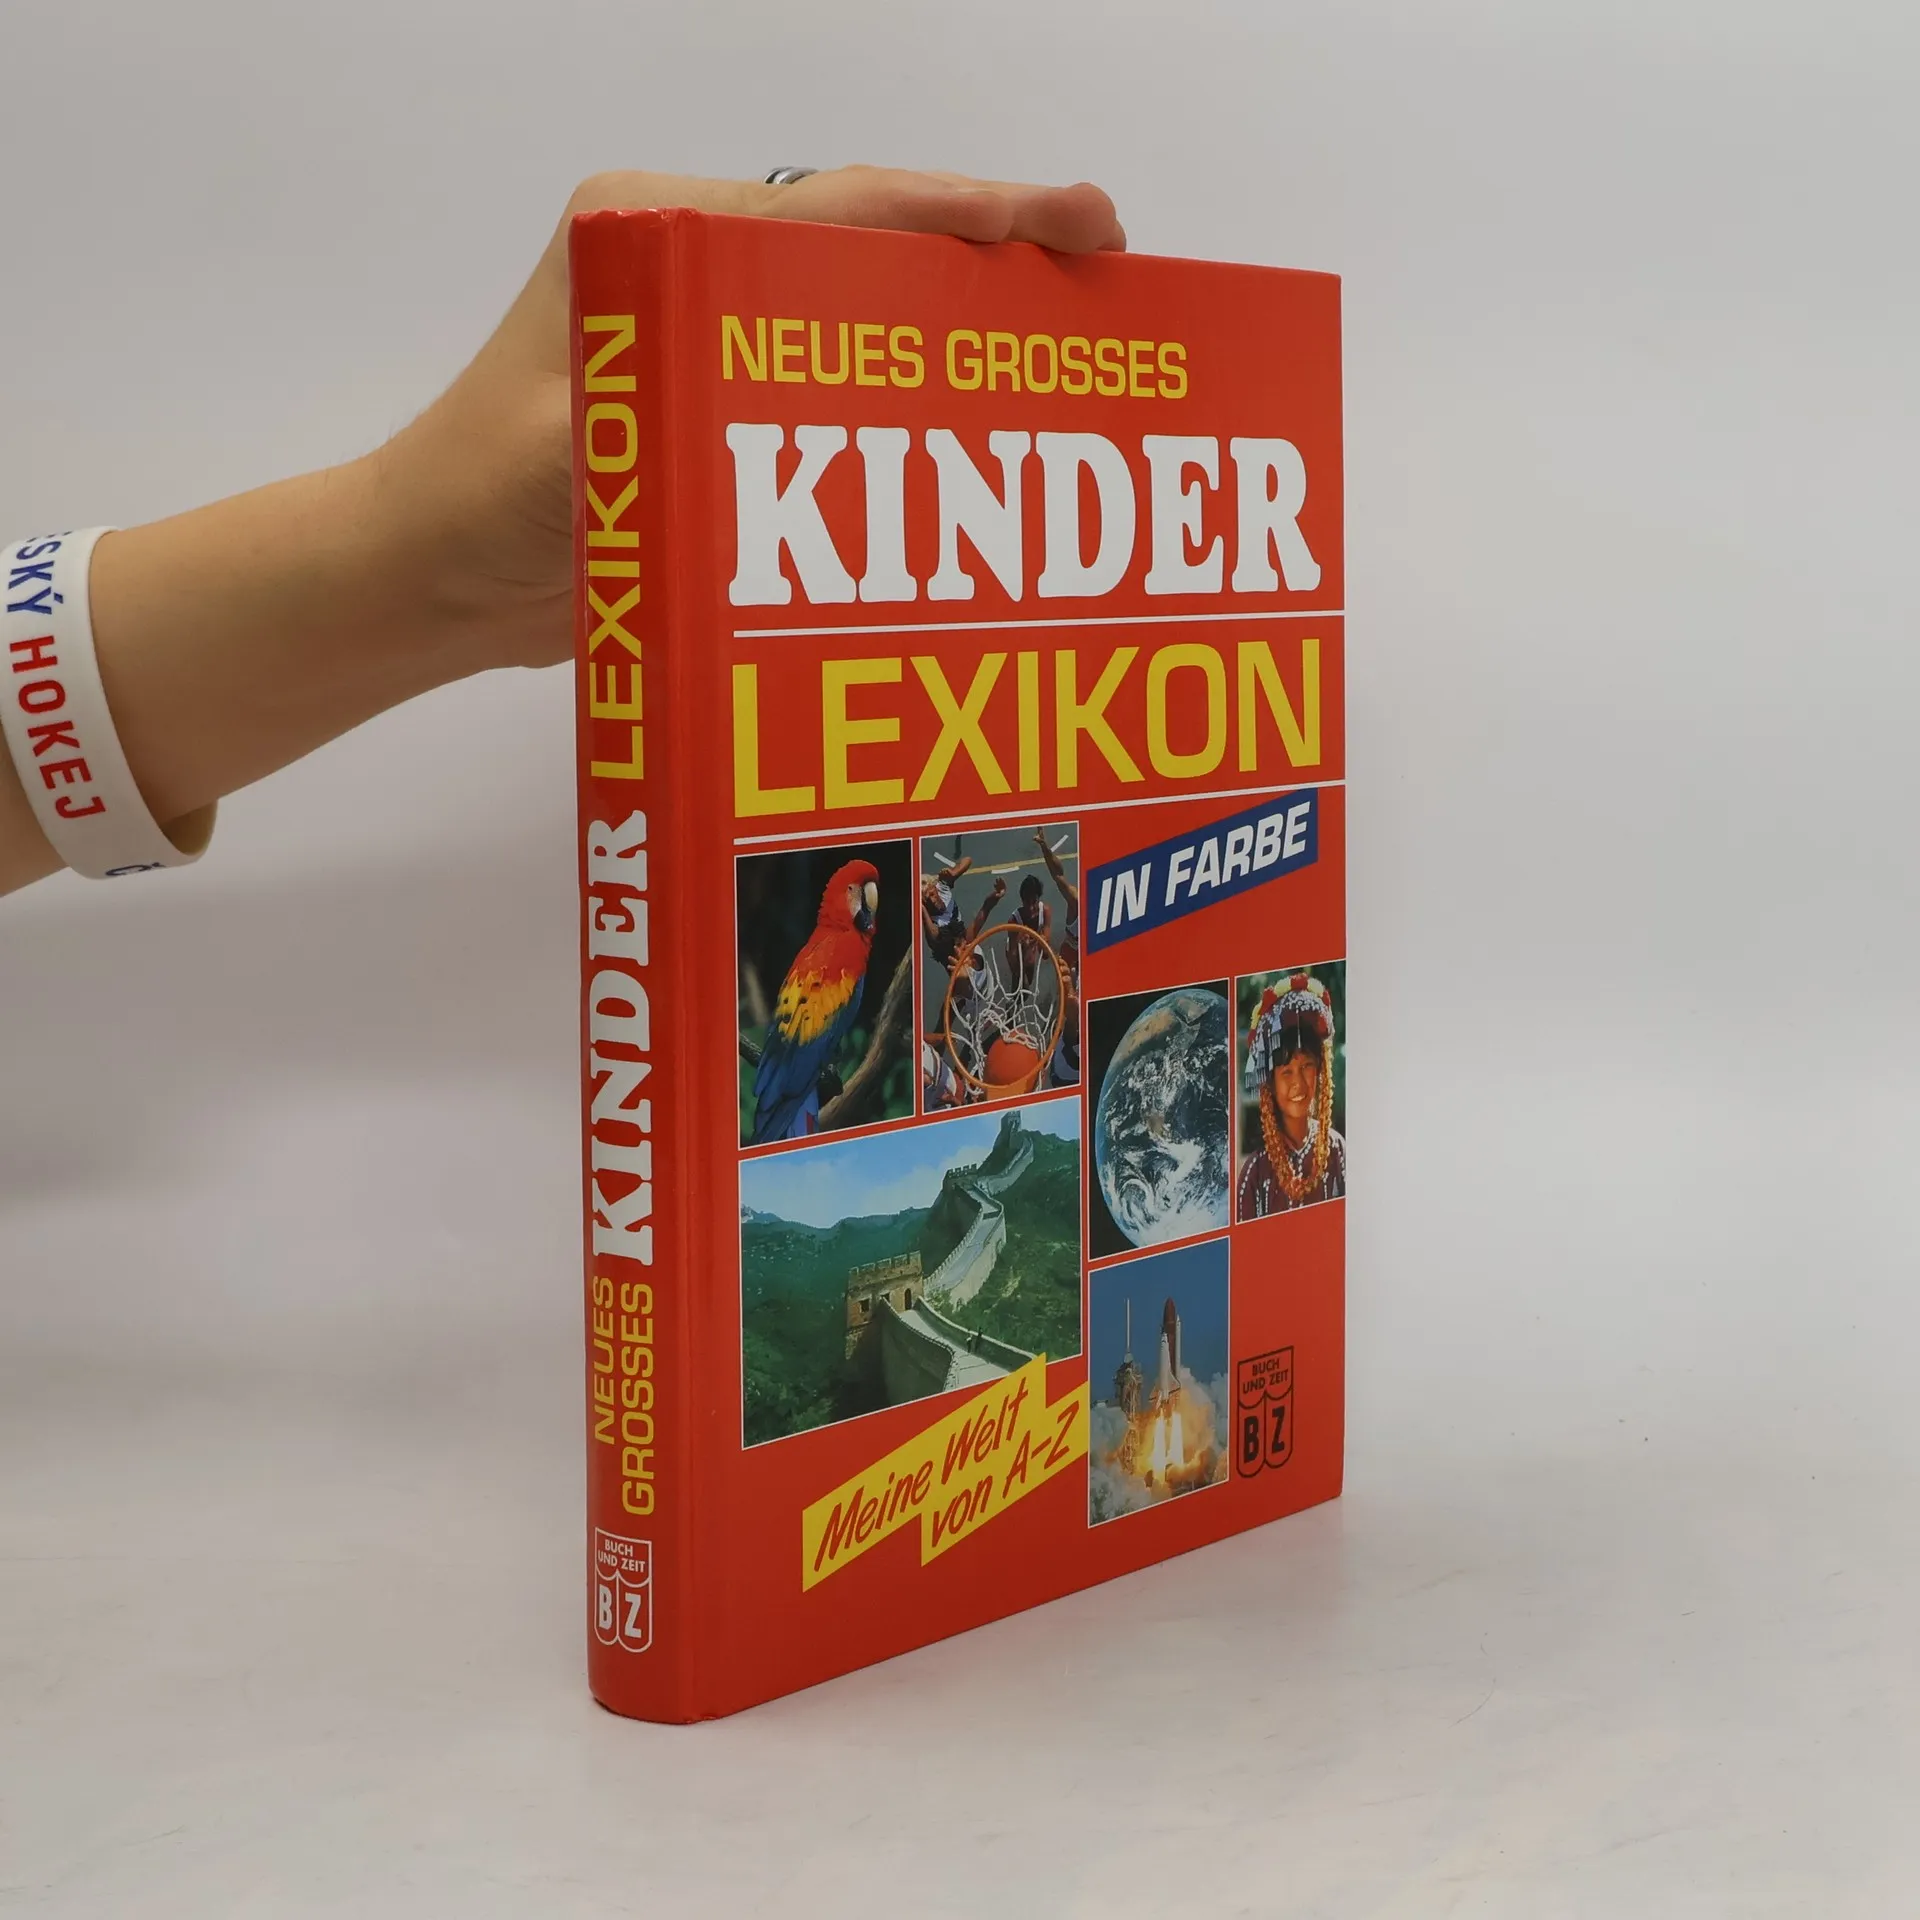 NEUES GROSSES
KINDER
LEXIKON
IN FARBE
Meine Welt
von A-Z
BUCH
UND ZEIT
BZ
NEUES
GROSSES
KINDER LEXIKON
BUCH
UND ZEIT
BZ
ESKÝ HOKEJ